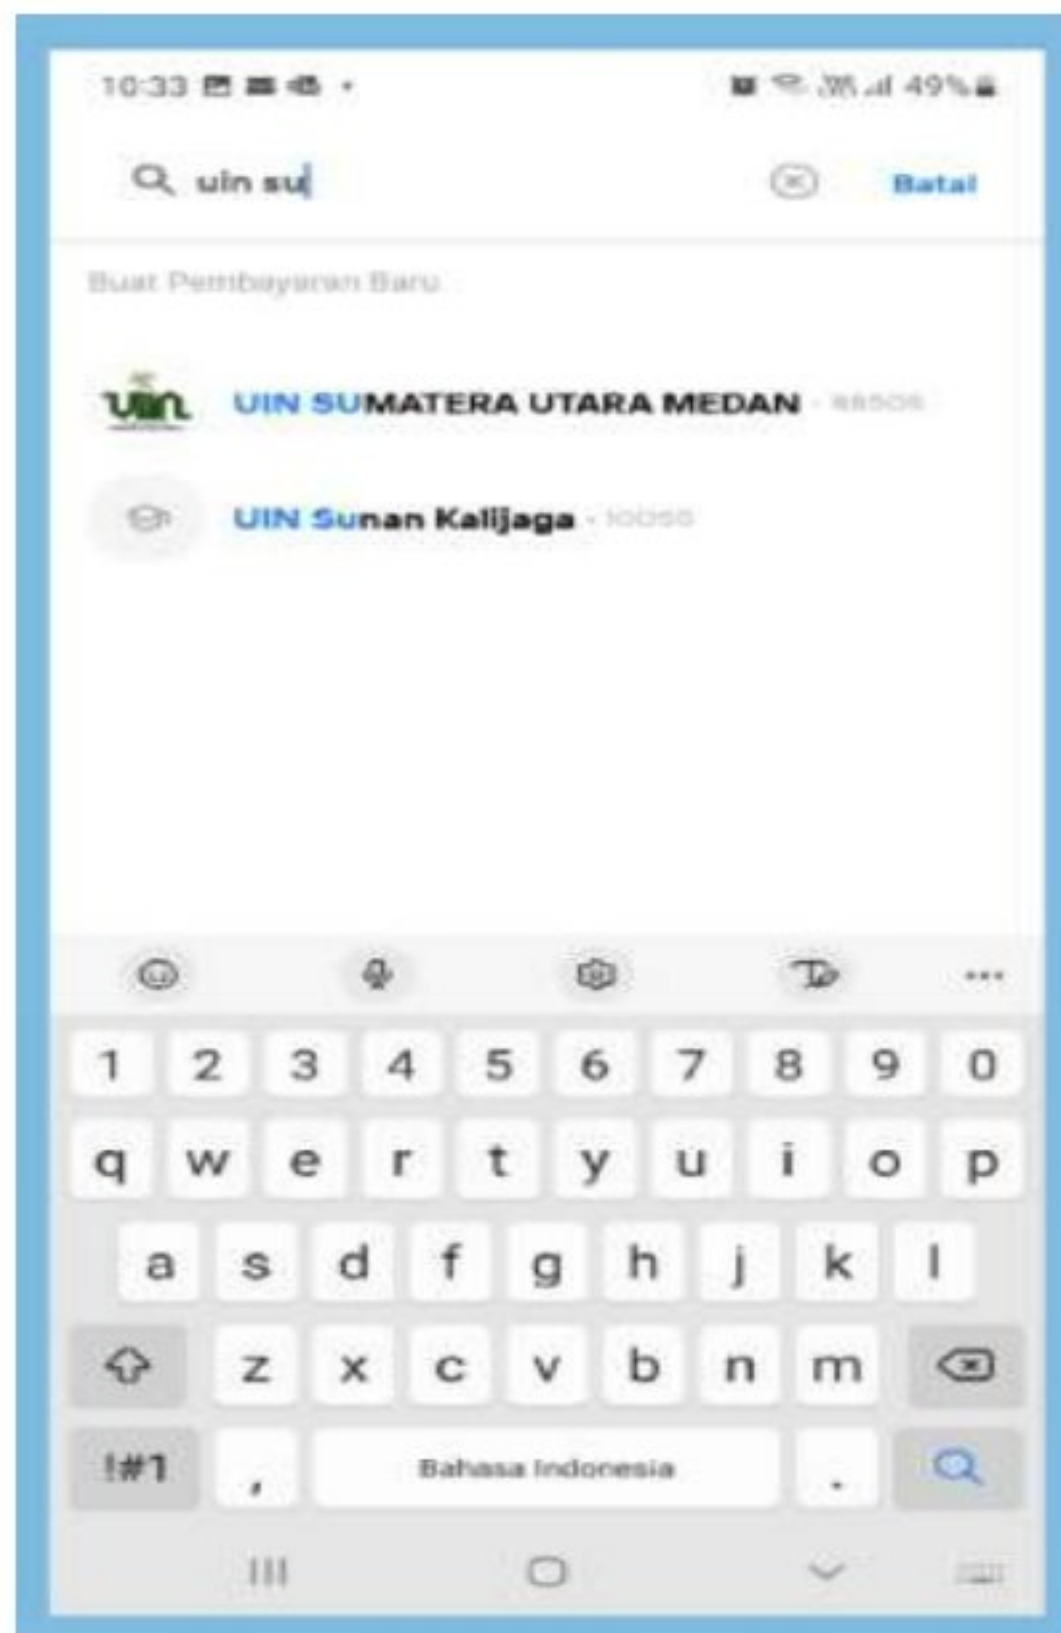 10:33 49%
uin su Batal
Buat Pembayaran Baru
uin UIN SUMATERA UTARA MEDAN
UIN Sunan Kalijaga
1 2 3 4 5 6 7 8 9 0
q w e r t y u i o p
a s d f g h j k l
z x c v b n m
!#1 , Bahasa Indonesia .